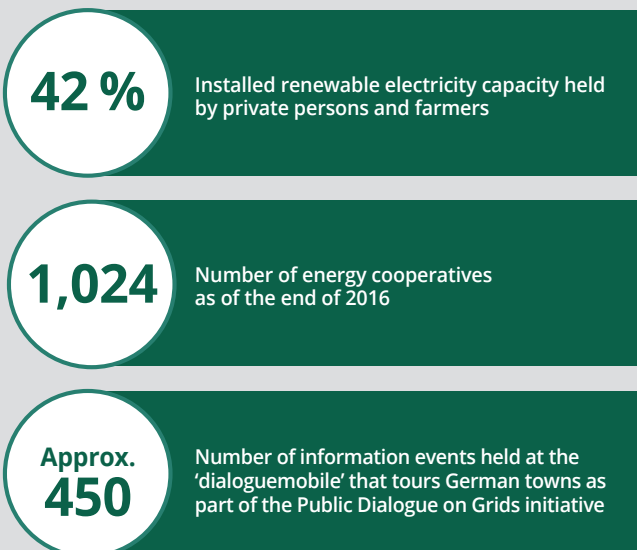 42 %
Installed renewable electricity capacity held
by private persons and farmers
1,024
Number of energy cooperatives
as of the end of 2016
Approx.
450
Number of information events held at the
‘dialoguemobile’ that tours German towns as
part of the Public Dialogue on Grids initiative